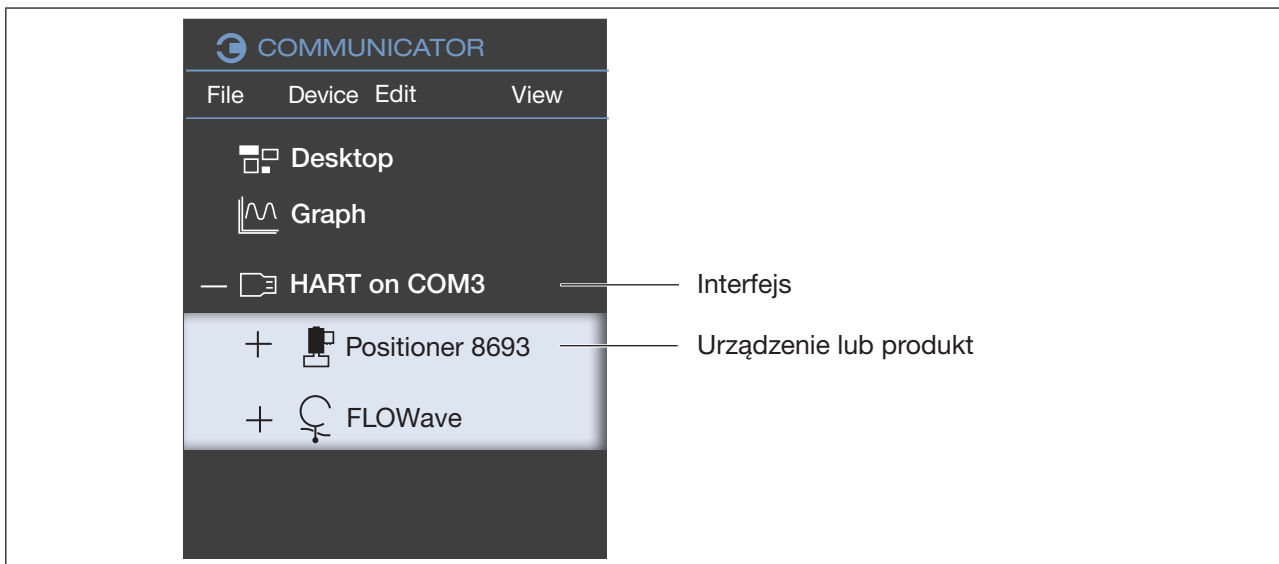 COMMUNICATOR
File Device Edit View
Desktop
Graph
HART on COM3 Interfejs
Positioner 8693 Urządzenie lub produkt
FLOWave